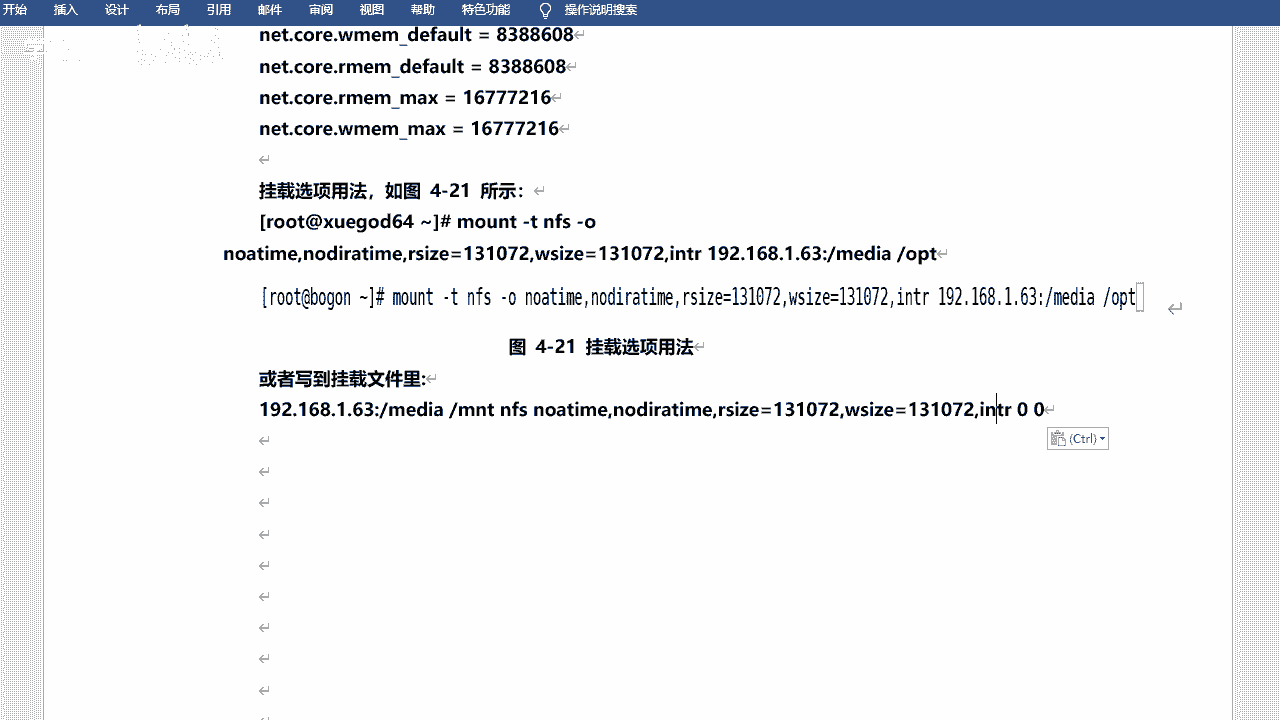 开始 插入 设计 布局 引用 邮件 审阅 视图 帮助 特色功能 操作说明搜索
net.core.wmem_default = 8388608
net.core.rmem_default = 8388608
net.core.rmem_max = 16777216
net.core.wmem_max = 16777216
挂载选项用法，如图 4-21 所示：
[root@xuegod64 ~]# mount -t nfs -o
noatime,nodiratime,rsize=131072,wsize=131072,intr 192.168.1.63:/media /opt
[root@bogon ~]# mount -t nfs -o noatime,nodiratime,rsize=131072,wsize=131072,intr 192.168.1.63:/media /opt
图 4-21 挂载选项用法
或者写到挂载文件里:
192.168.1.63:/media /mnt nfs noatime,nodiratime,rsize=131072,wsize=131072,intr 0 0
(Ctrl)